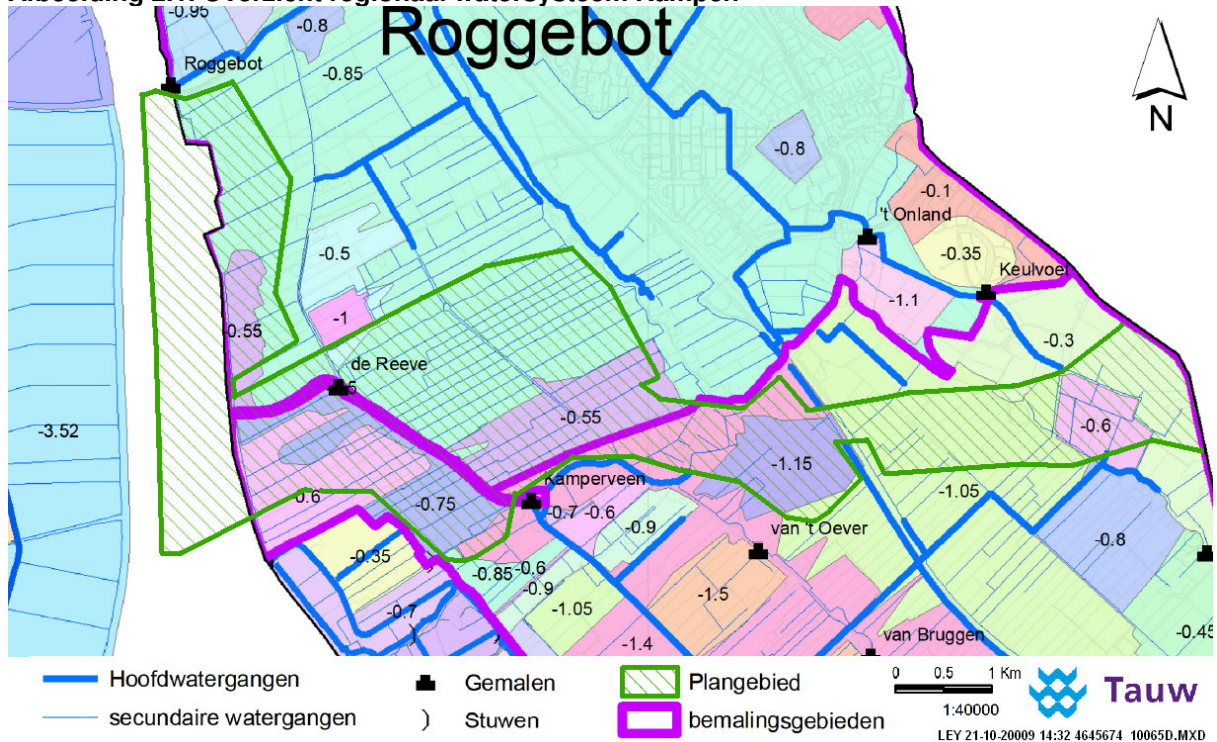 -0.95
-0.8
Roggebot
Roggebot
-0.85
N
-0.8
-0.1
't Onland
-0.5
-0.35
Keulvoet
-1.1
-1
-0.3
-0.55
de Reeve
5
-3.52
-0.55
-0.6
-1.15
Kamperveen
-1.05
0.6
-0.75
-0.7
-0.6
-0.9
van 't Oever
-0.8
-0.35
-0.85
-0.6
-0.9
-1.5
-0.7
-1.05
-1.4
van Bruggen
-0.45
Hoofdwatergangen
Gemalen
Plangebied
0 0.5 1 Km
secundaire watergangen
Stuwen
bemalingsgebieden
1:40000
Tauw
LEY 21-10-20009 14:32 4645674 10065D.MXD